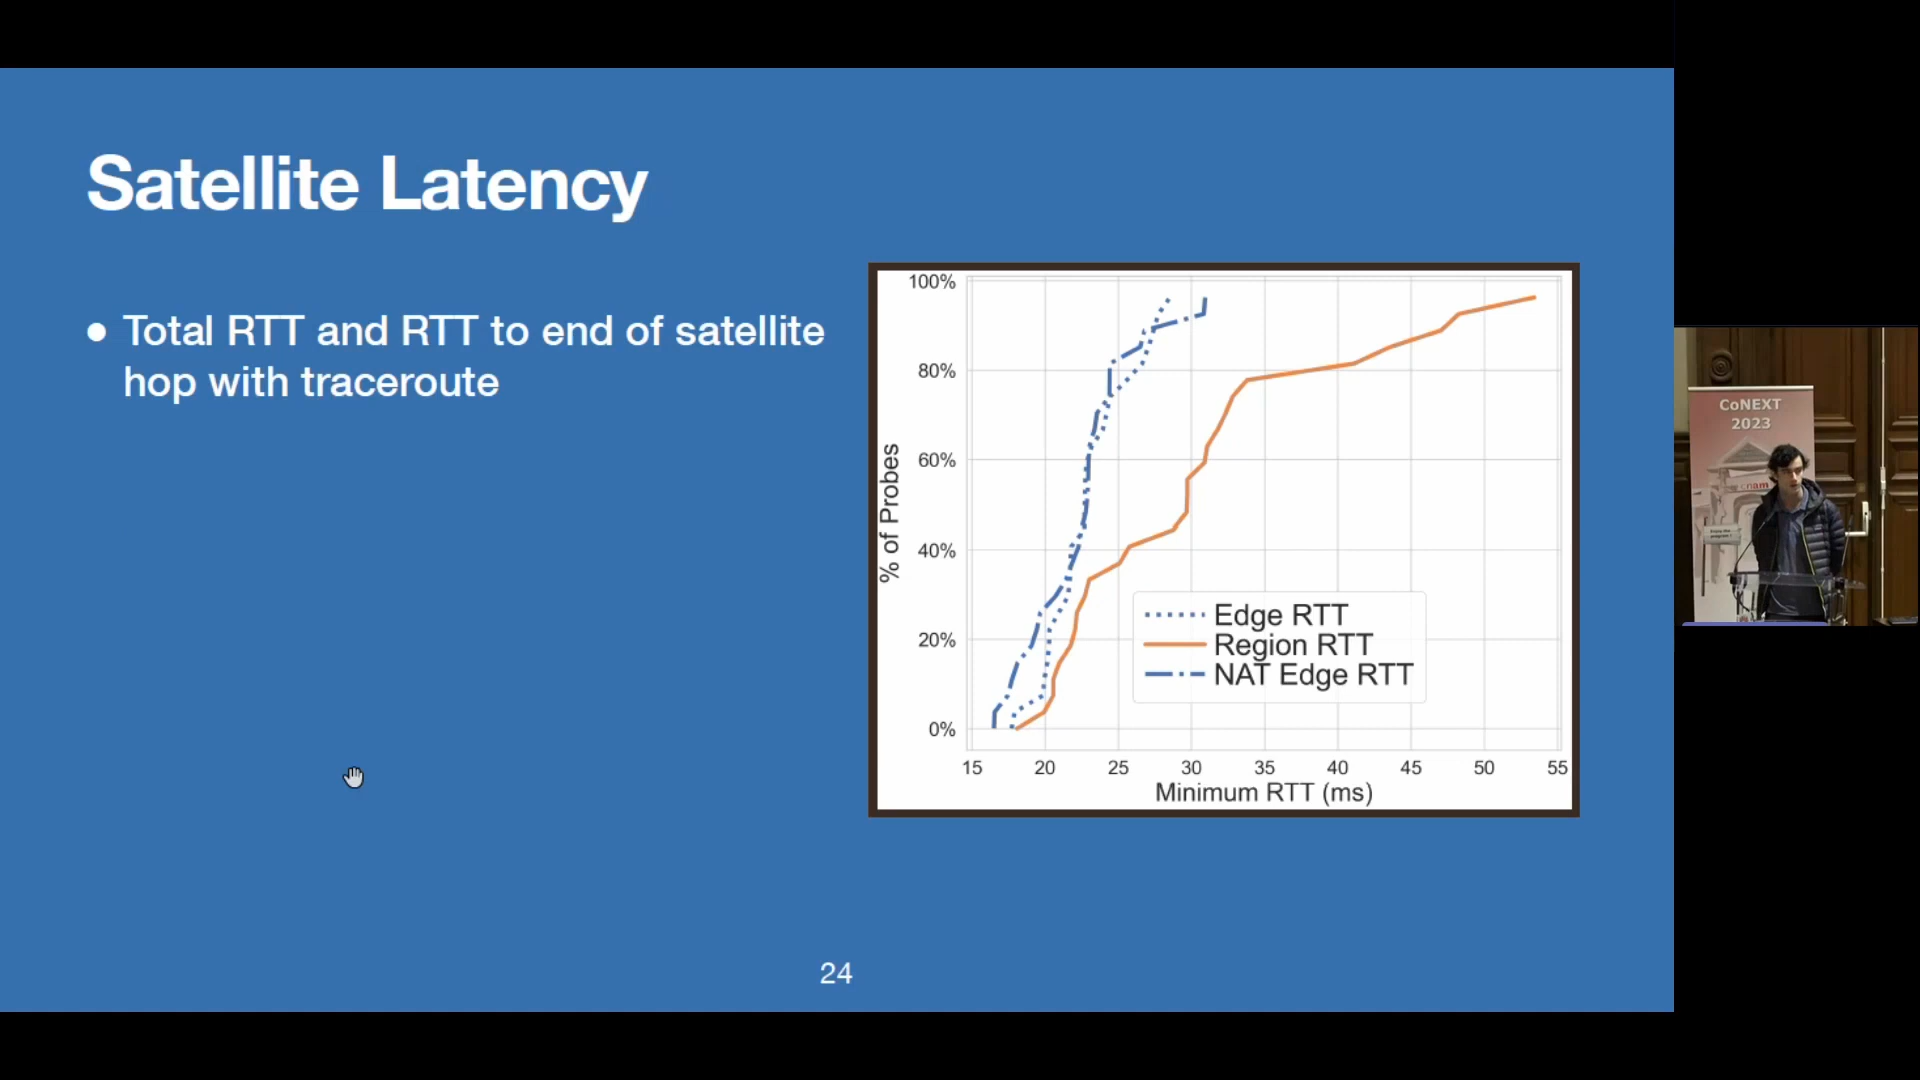 Satellite Latency
● Total RTT and RTT to end of satellite
hop with traceroute
100%
80%
60%
40%
20%
0%
% of Probes
Edge RTT
Region RTT
NAT Edge RTT
15 20 25 30 35 40 45 50 55
Minimum RTT (ms)
24
CoNEXT
2023
cnam